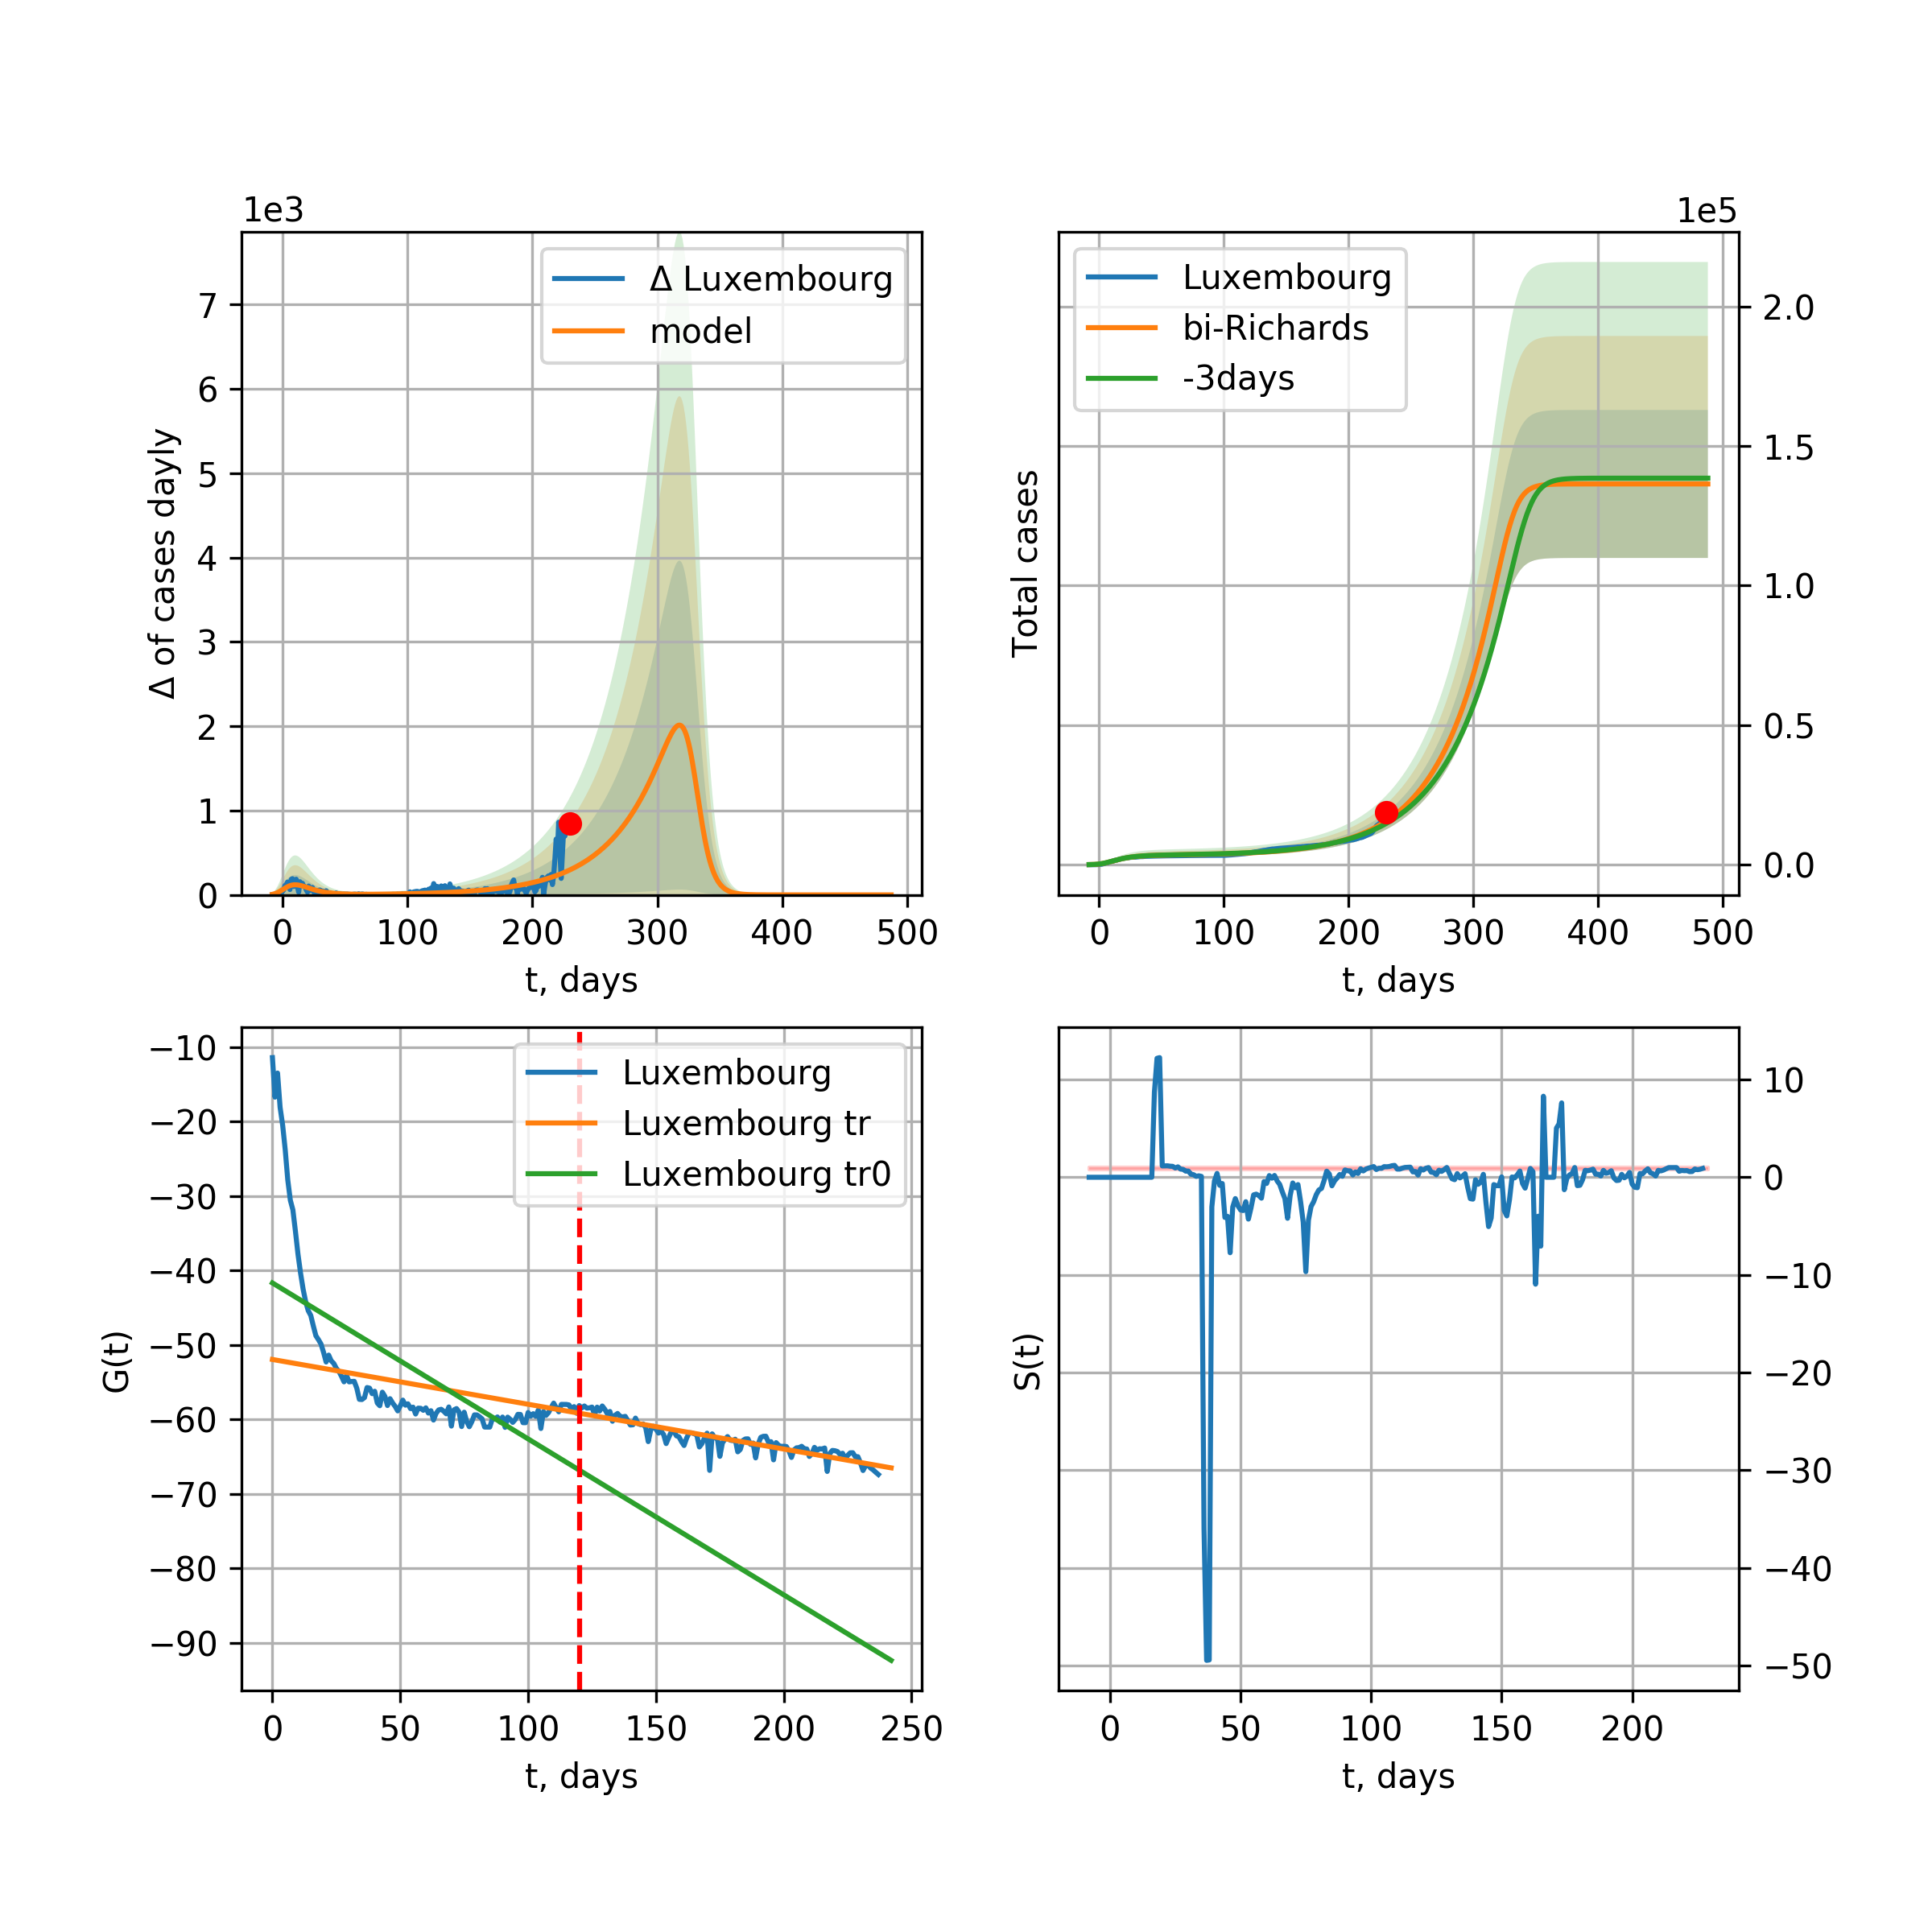 1e3
Δ Luxembourg
model
7
6
5
4
3
2
1
0
Δ of cases dayly
0 100 200 300 400 500
t, days
1e5
Luxembourg
bi-Richards
-3days
2.0
1.5
1.0
0.5
0.0
Total cases
0 100 200 300 400 500
t, days
Luxembourg
Luxembourg tr
Luxembourg tr0
−10
−20
−30
−40
−50
−60
−70
−80
−90
G(t)
0 50 100 150 200 250
t, days
10
0
−10
−20
−30
−40
−50
S(t)
0 50 100 150 200
t, days